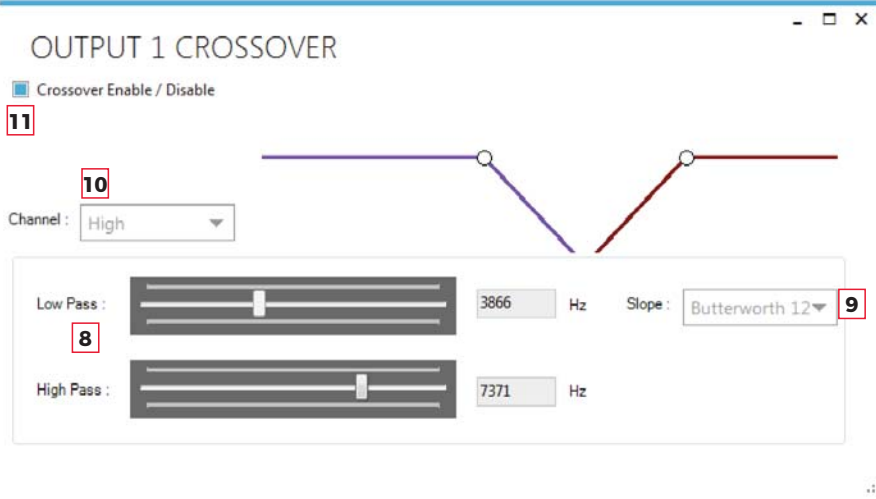 OUTPUT 1 CROSSOVER
Crossover Enable / Disable
11
10
Channel : High
Low Pass : 3866 Hz Slope : Butterworth 12 9
8
High Pass : 7371 Hz